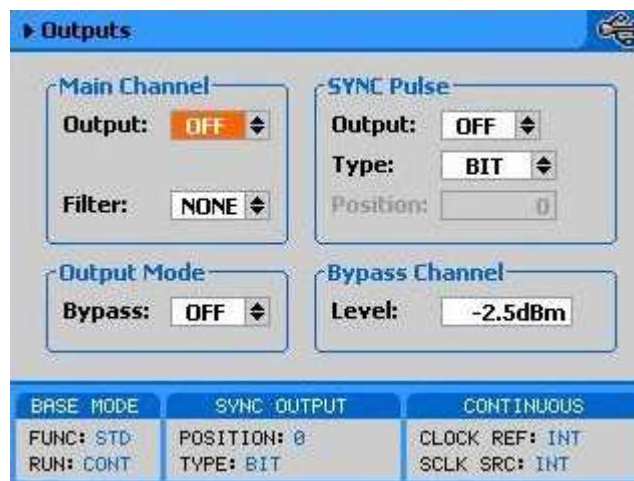 Outputs
Main Channel
Output: OFF
Filter: NONE
SYNC Pulse
Output: OFF
Type: BIT
Position: 0
Output Mode
Bypass: OFF
Bypass Channel
Level: -2.5dBm
BASE MODE
FUNC: STD
RUN: CONT
SYNC OUTPUT
POSITION: 0
TYPE: BIT
CONTINUOUS
CLOCK REF: INT
SCLK SRC: INT